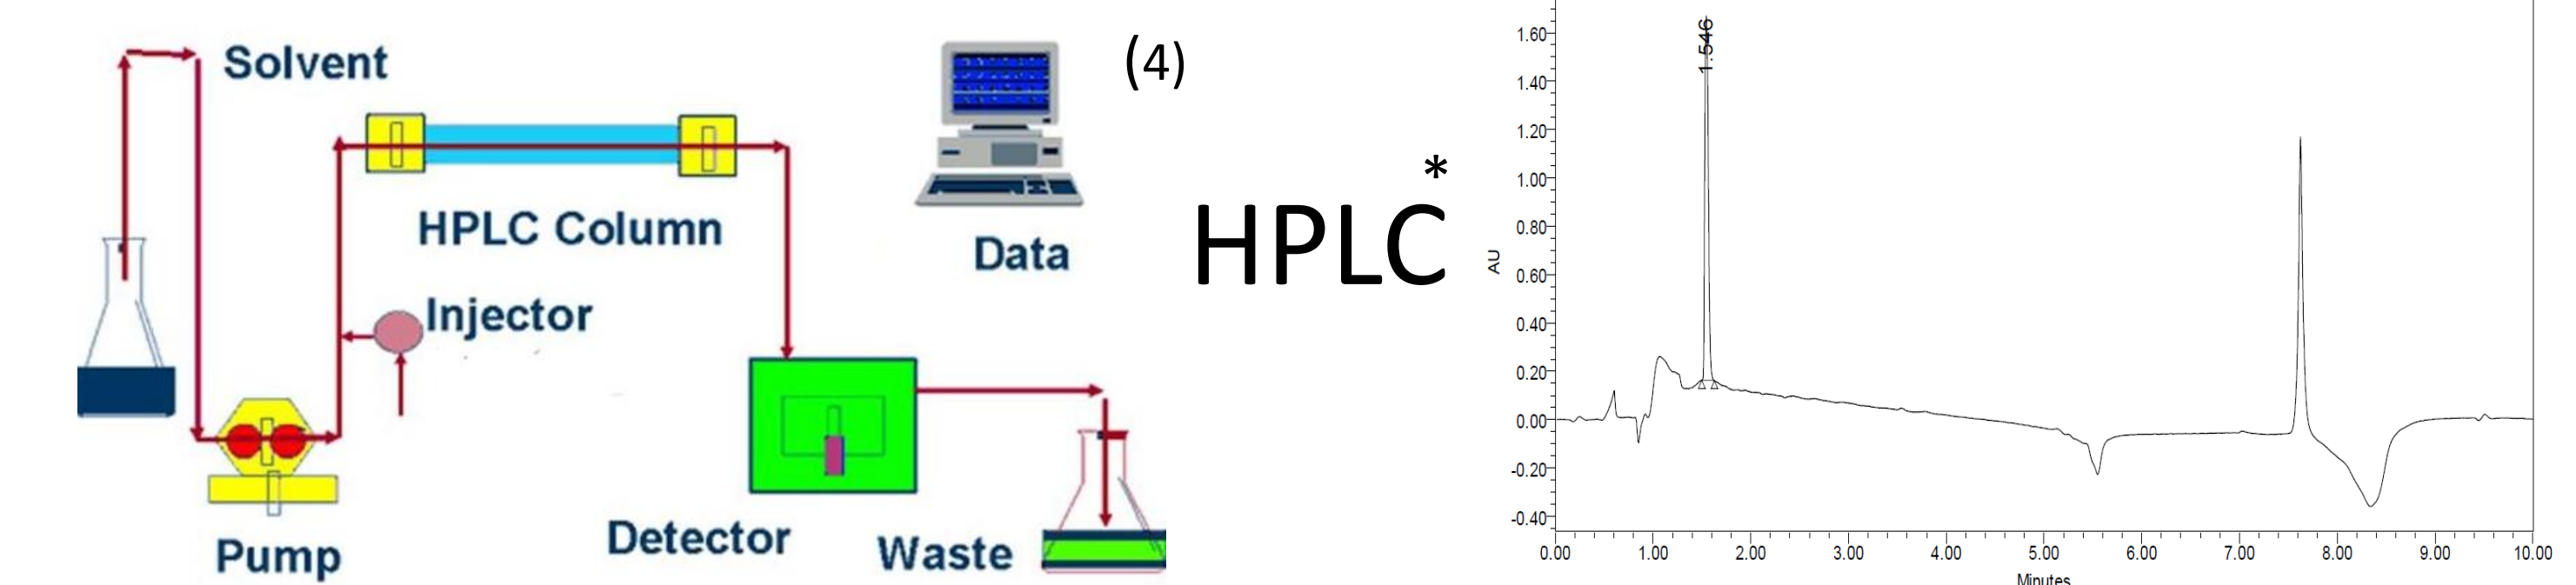 Solvent
HPLC Column
Injector
Pump
Detector
Waste
Data
(4)
*
HPLC
1.546
AU
1.60
1.40
1.20
1.00
0.80
0.60
0.40
0.20
0.00
-0.20
-0.40
0.00 1.00 2.00 3.00 4.00 5.00 6.00 7.00 8.00 9.00 10.00
Minutes